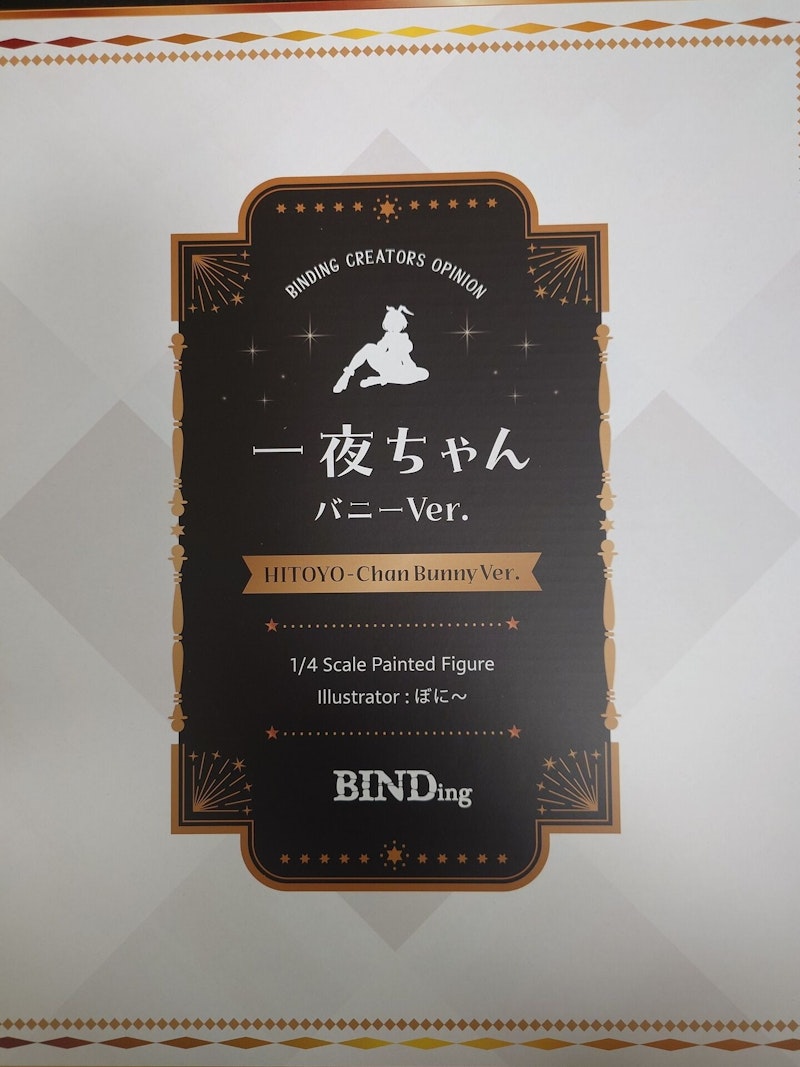 BINDING CREATORS OPINION
一夜ちゃん
バニーVer.
HITOYO-Chan Bunny Ver.
1/4 Scale Painted Figure
Illustrator : ぼに〜
BINDing